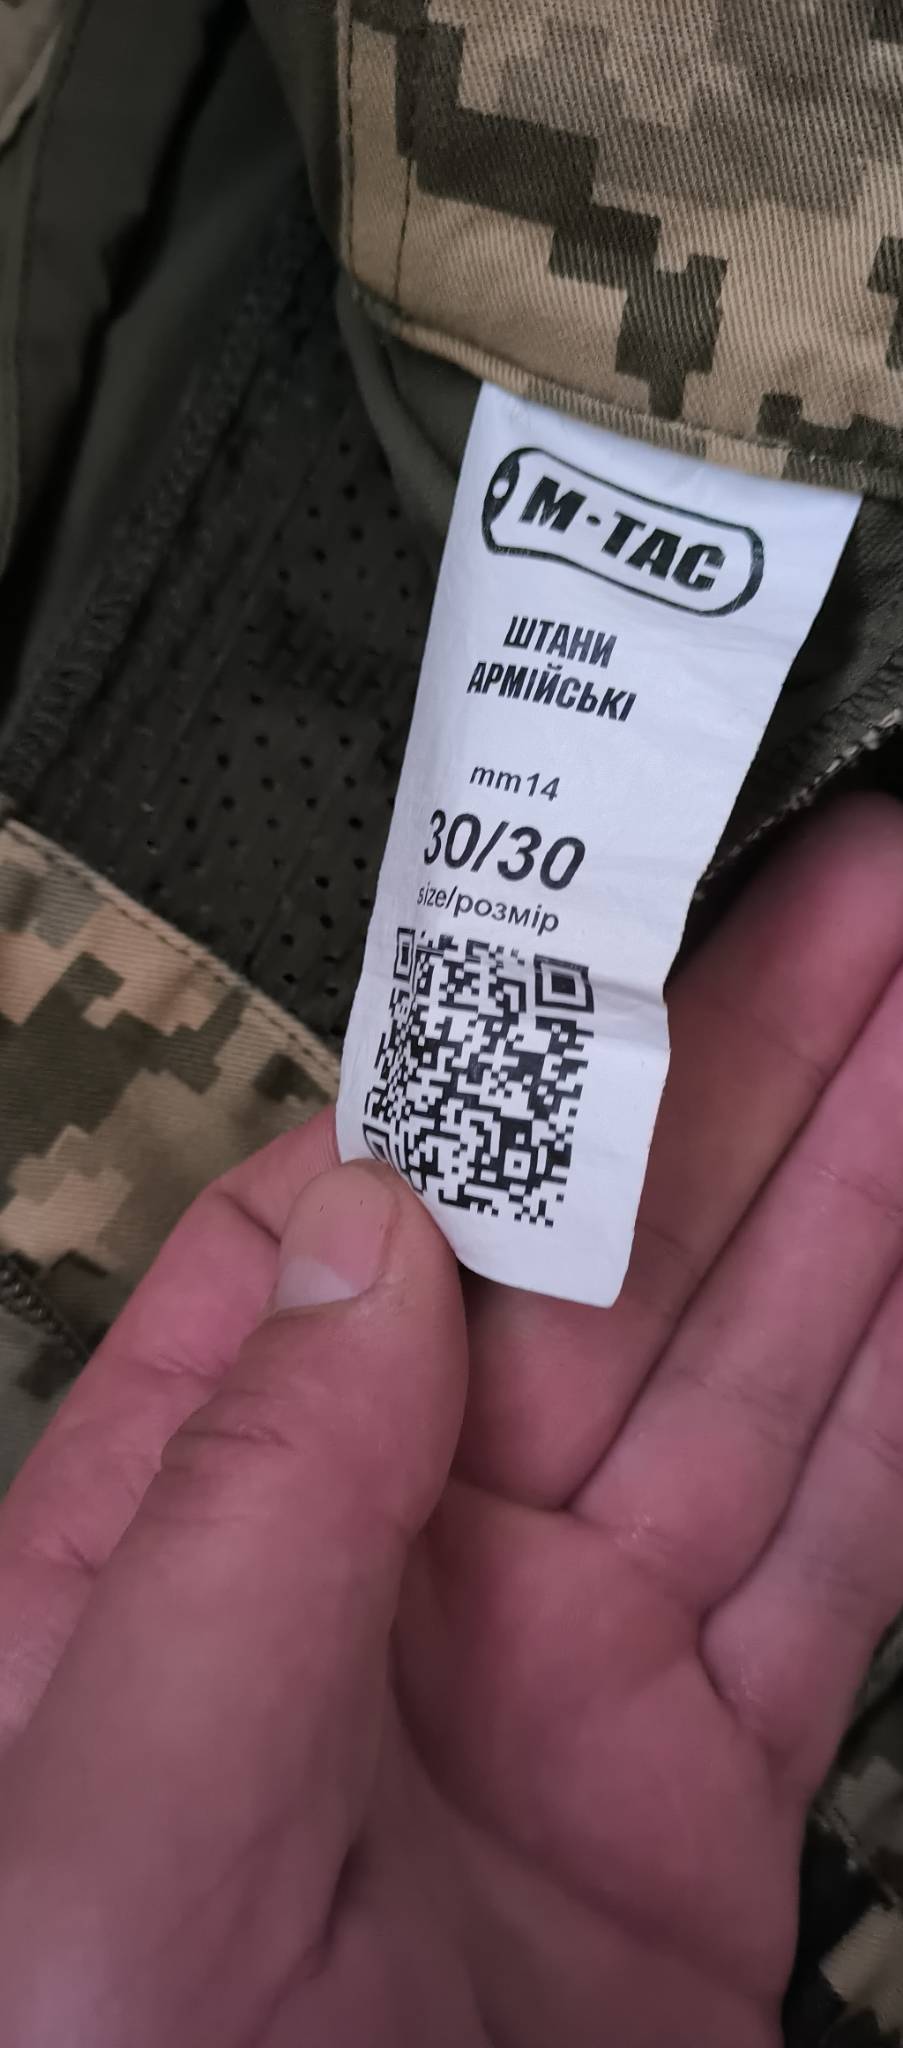 M·TAC
ШТАНИ
АРМІЙСЬКІ
mm14
30/30
size/розмір